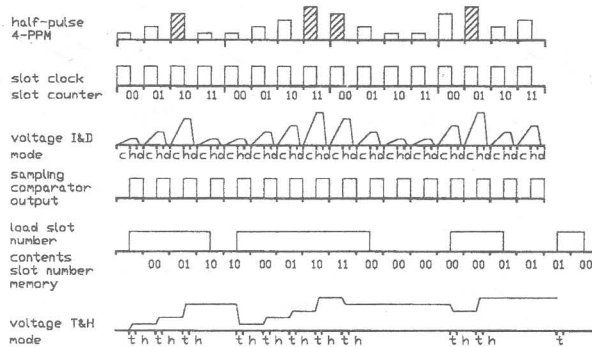 half-pulse
4-PPM
slot clock
slot counter
00 01 10 11 00 01 10 11 00 01 10 11 00 01 10 11
voltage I&D
mode
c h d c h d c h d c h d c h d c h d c h d c h d c h d c h d c h d c h d c h d c h d c h d c h d
sampling
comparator
output
load slot
number
contents
slot number
memory
00 01 10 10 00 01 10 11 00 00 00 00 00 01 01 01 00
voltage T&H
mode
t h t h t h t h t h t h t h t h t h t h t h t